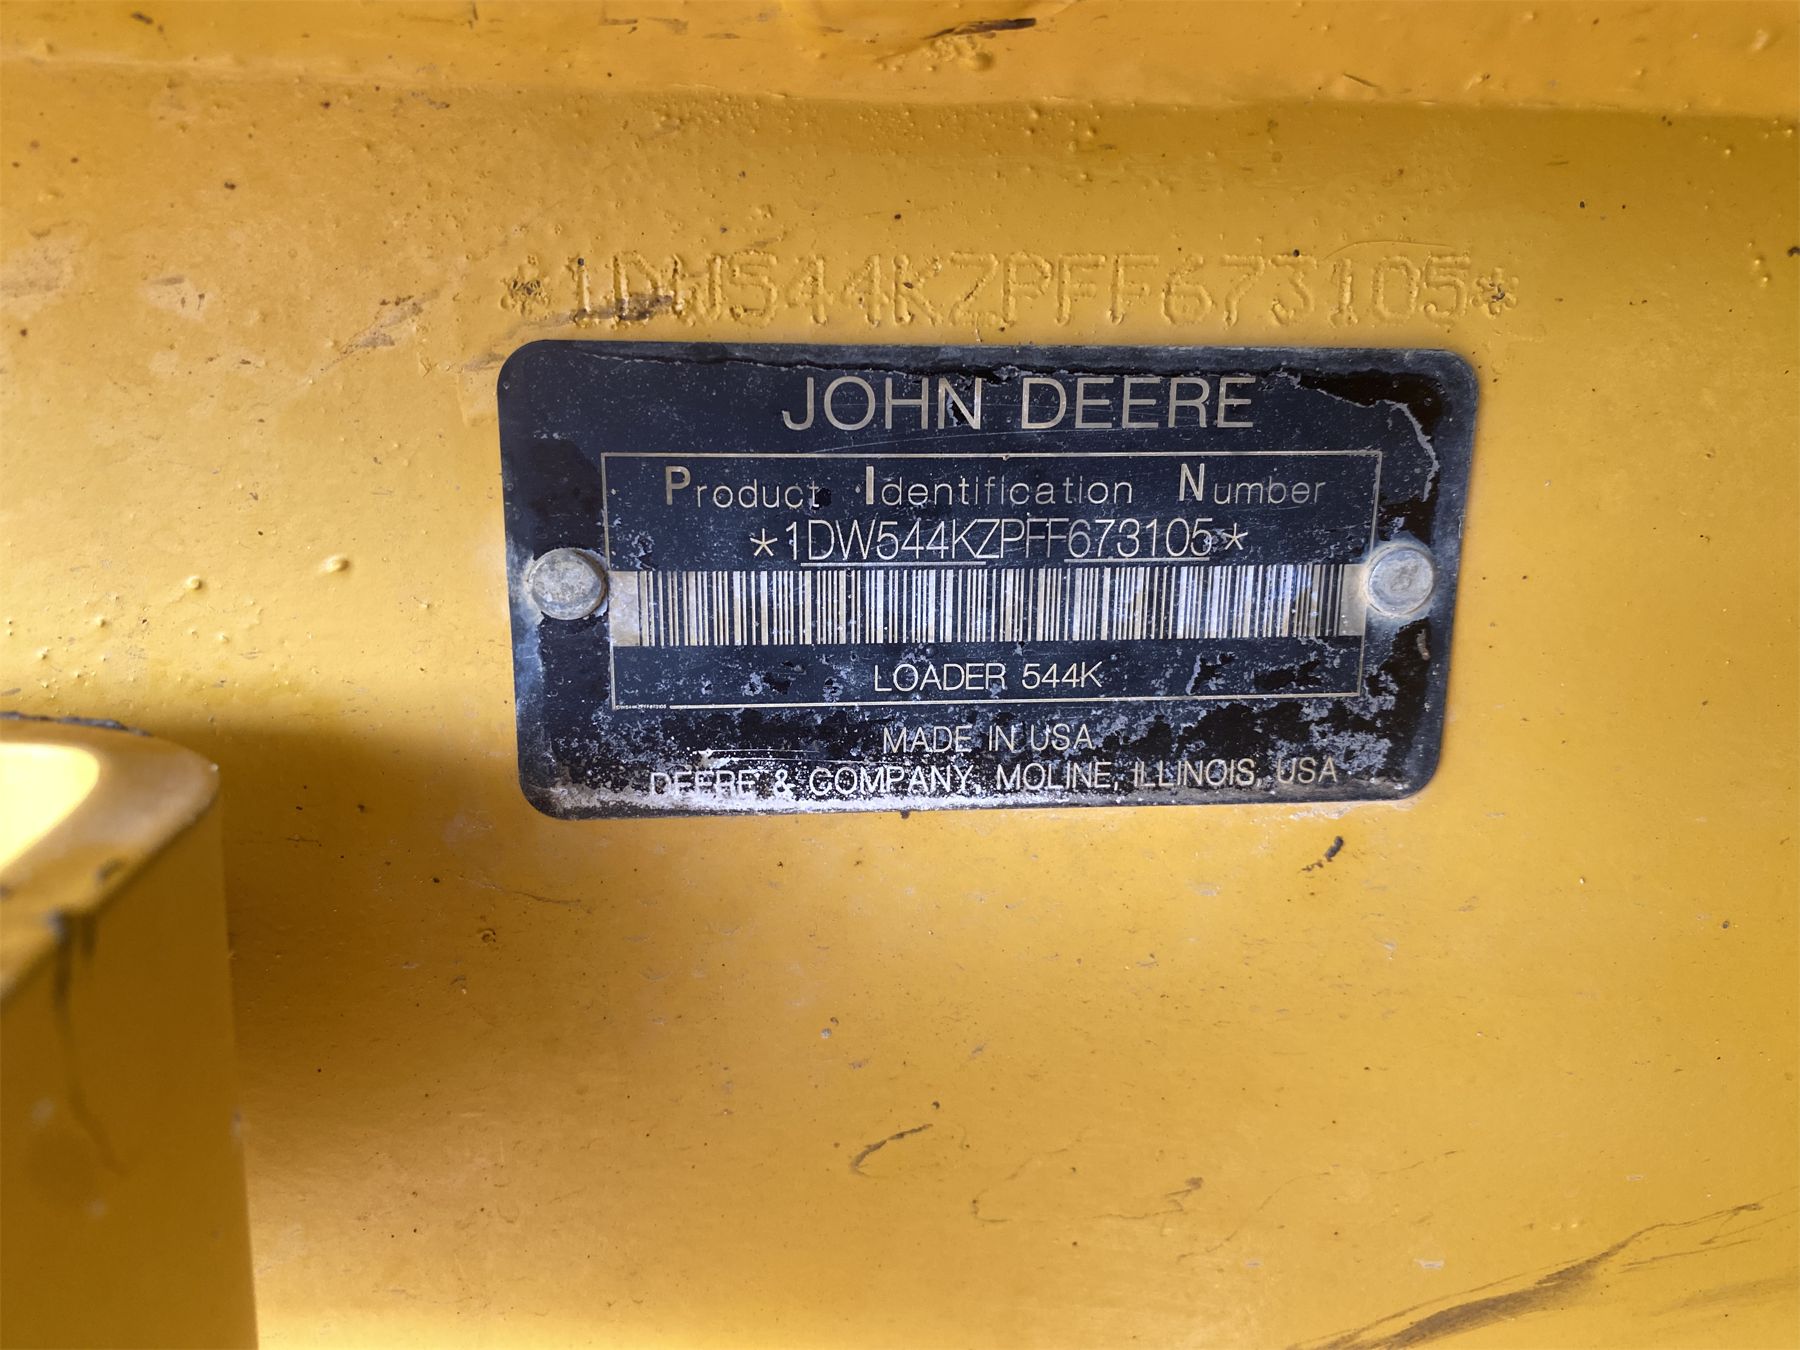 *1DW544KZPFF673105*
JOHN DEERE
Product Identification Number
*1DW544KZPFF673105*
LOADER 544K
MADE IN USA
DEERE & COMPANY, MOLINE, ILLINOIS, USA